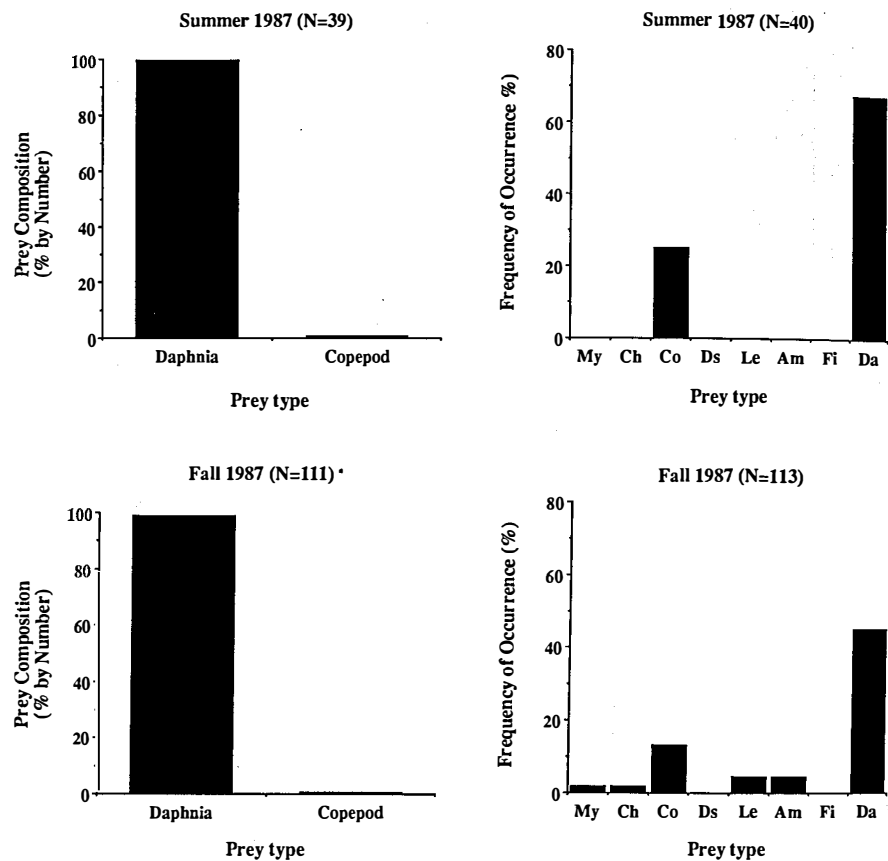 Summer 1987 (N=39)
Prey Composition
(% by Number)
100
80
60
40
20
0
Daphnia Copepod
Prey type
Summer 1987 (N=40)
Frequency of Occurrence %)
80
60
40
20
0
My Ch Co Ds Le Am Fi Da
Prey type
Fall 1987 (N=111)
Prey Composition
(% by Number)
100
80
60
40
20
0
Daphnia Copepod
Prey type
Fall 1987 (N=113)
Frequency of Occurrence (%)
80
60
40
20
0
My Ch Co Ds Le Am Fi Da
Prey type